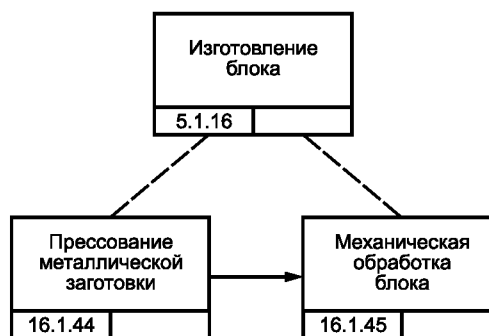 Изготовление
блока
5.1.16
Прессование
металлической
заготовки
16.1.44
Механическая
обработка
блока
16.1.45